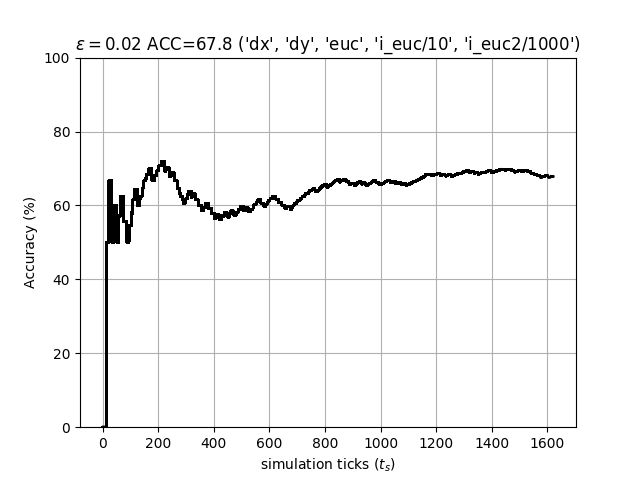 ε = 0.02 ACC=67.8 ('dx', 'dy', 'euc', 'i_euc/10', 'i_euc2/1000')
100
80
60
40
20
0
Accuracy (%)
0 200 400 600 800 1000 1200 1400 1600
simulation ticks (tₛ)